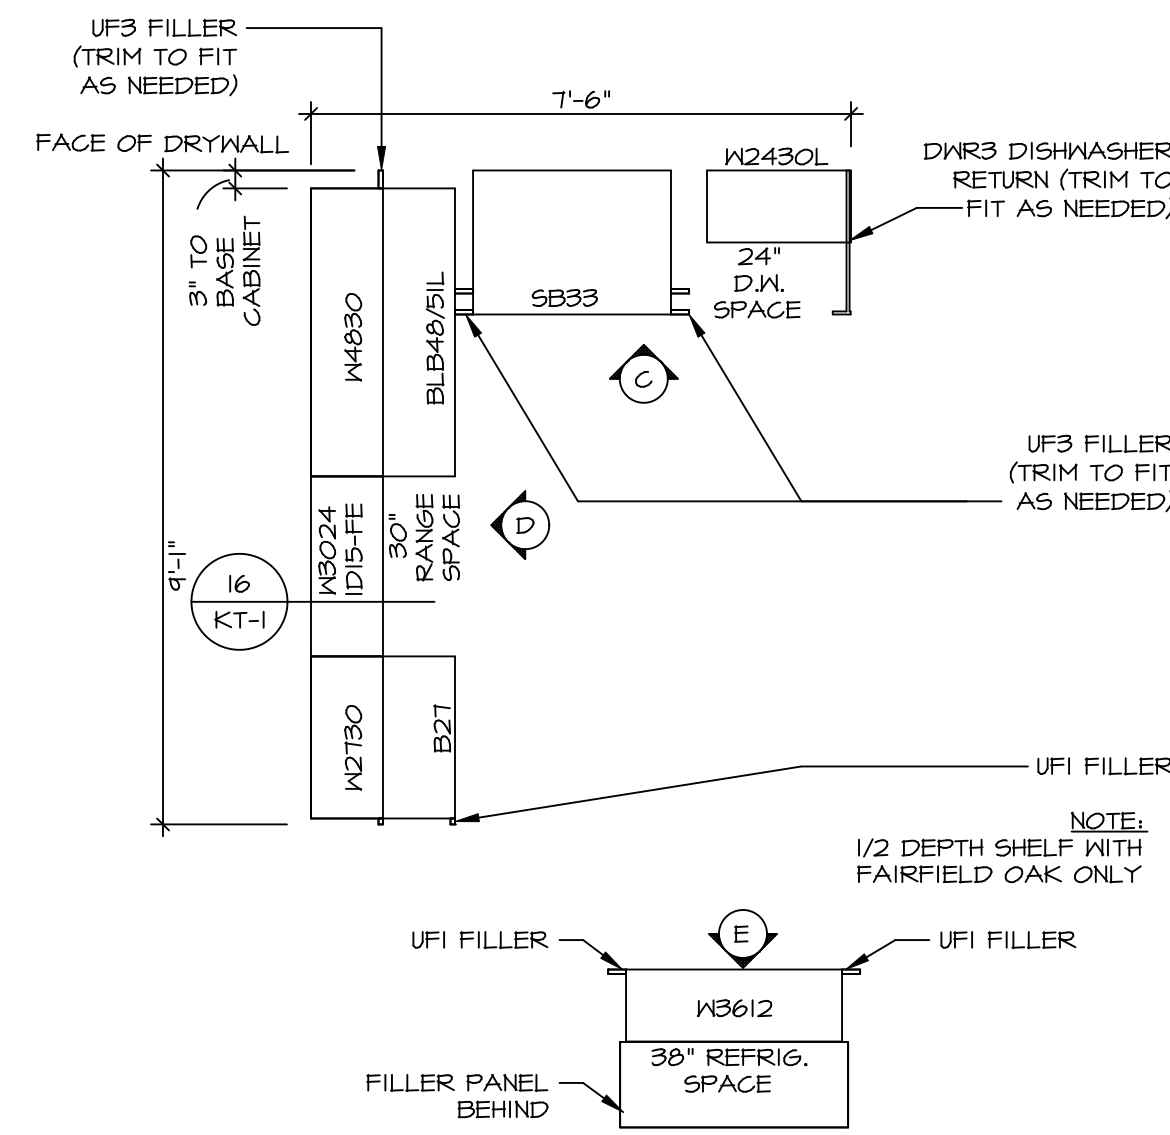 UF3 FILLER
(TRIM TO FIT
AS NEEDED)
7'-6"
FACE OF DRYWALL
W2430L
DWR3 DISHWASHER
RETURN (TRIM TO
FIT AS NEEDED)
3" TO
BASE
CABINET
24"
D.W.
SPACE
SB33
W4830
BLB48/51L
C
UF3 FILLER
(TRIM TO FIT
AS NEEDED)
D
W3024
1D15-FE
30"
RANGE
SPACE
9'-1"
16
KT-1
W2730
B27
UF1 FILLER
NOTE:
1/2 DEPTH SHELF WITH
FAIRFIELD OAK ONLY
UF1 FILLER
E
UF1 FILLER
W3612
38" REFRIG.
SPACE
FILLER PANEL
BEHIND